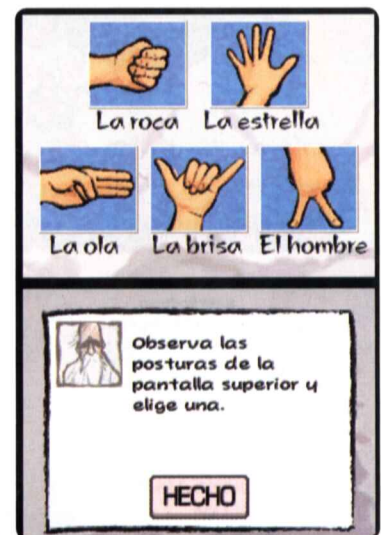 La roca La estrella
La ola La brisa El hombre
Observa las
posturas de la
pantalla superior y
elige una.
HECHO